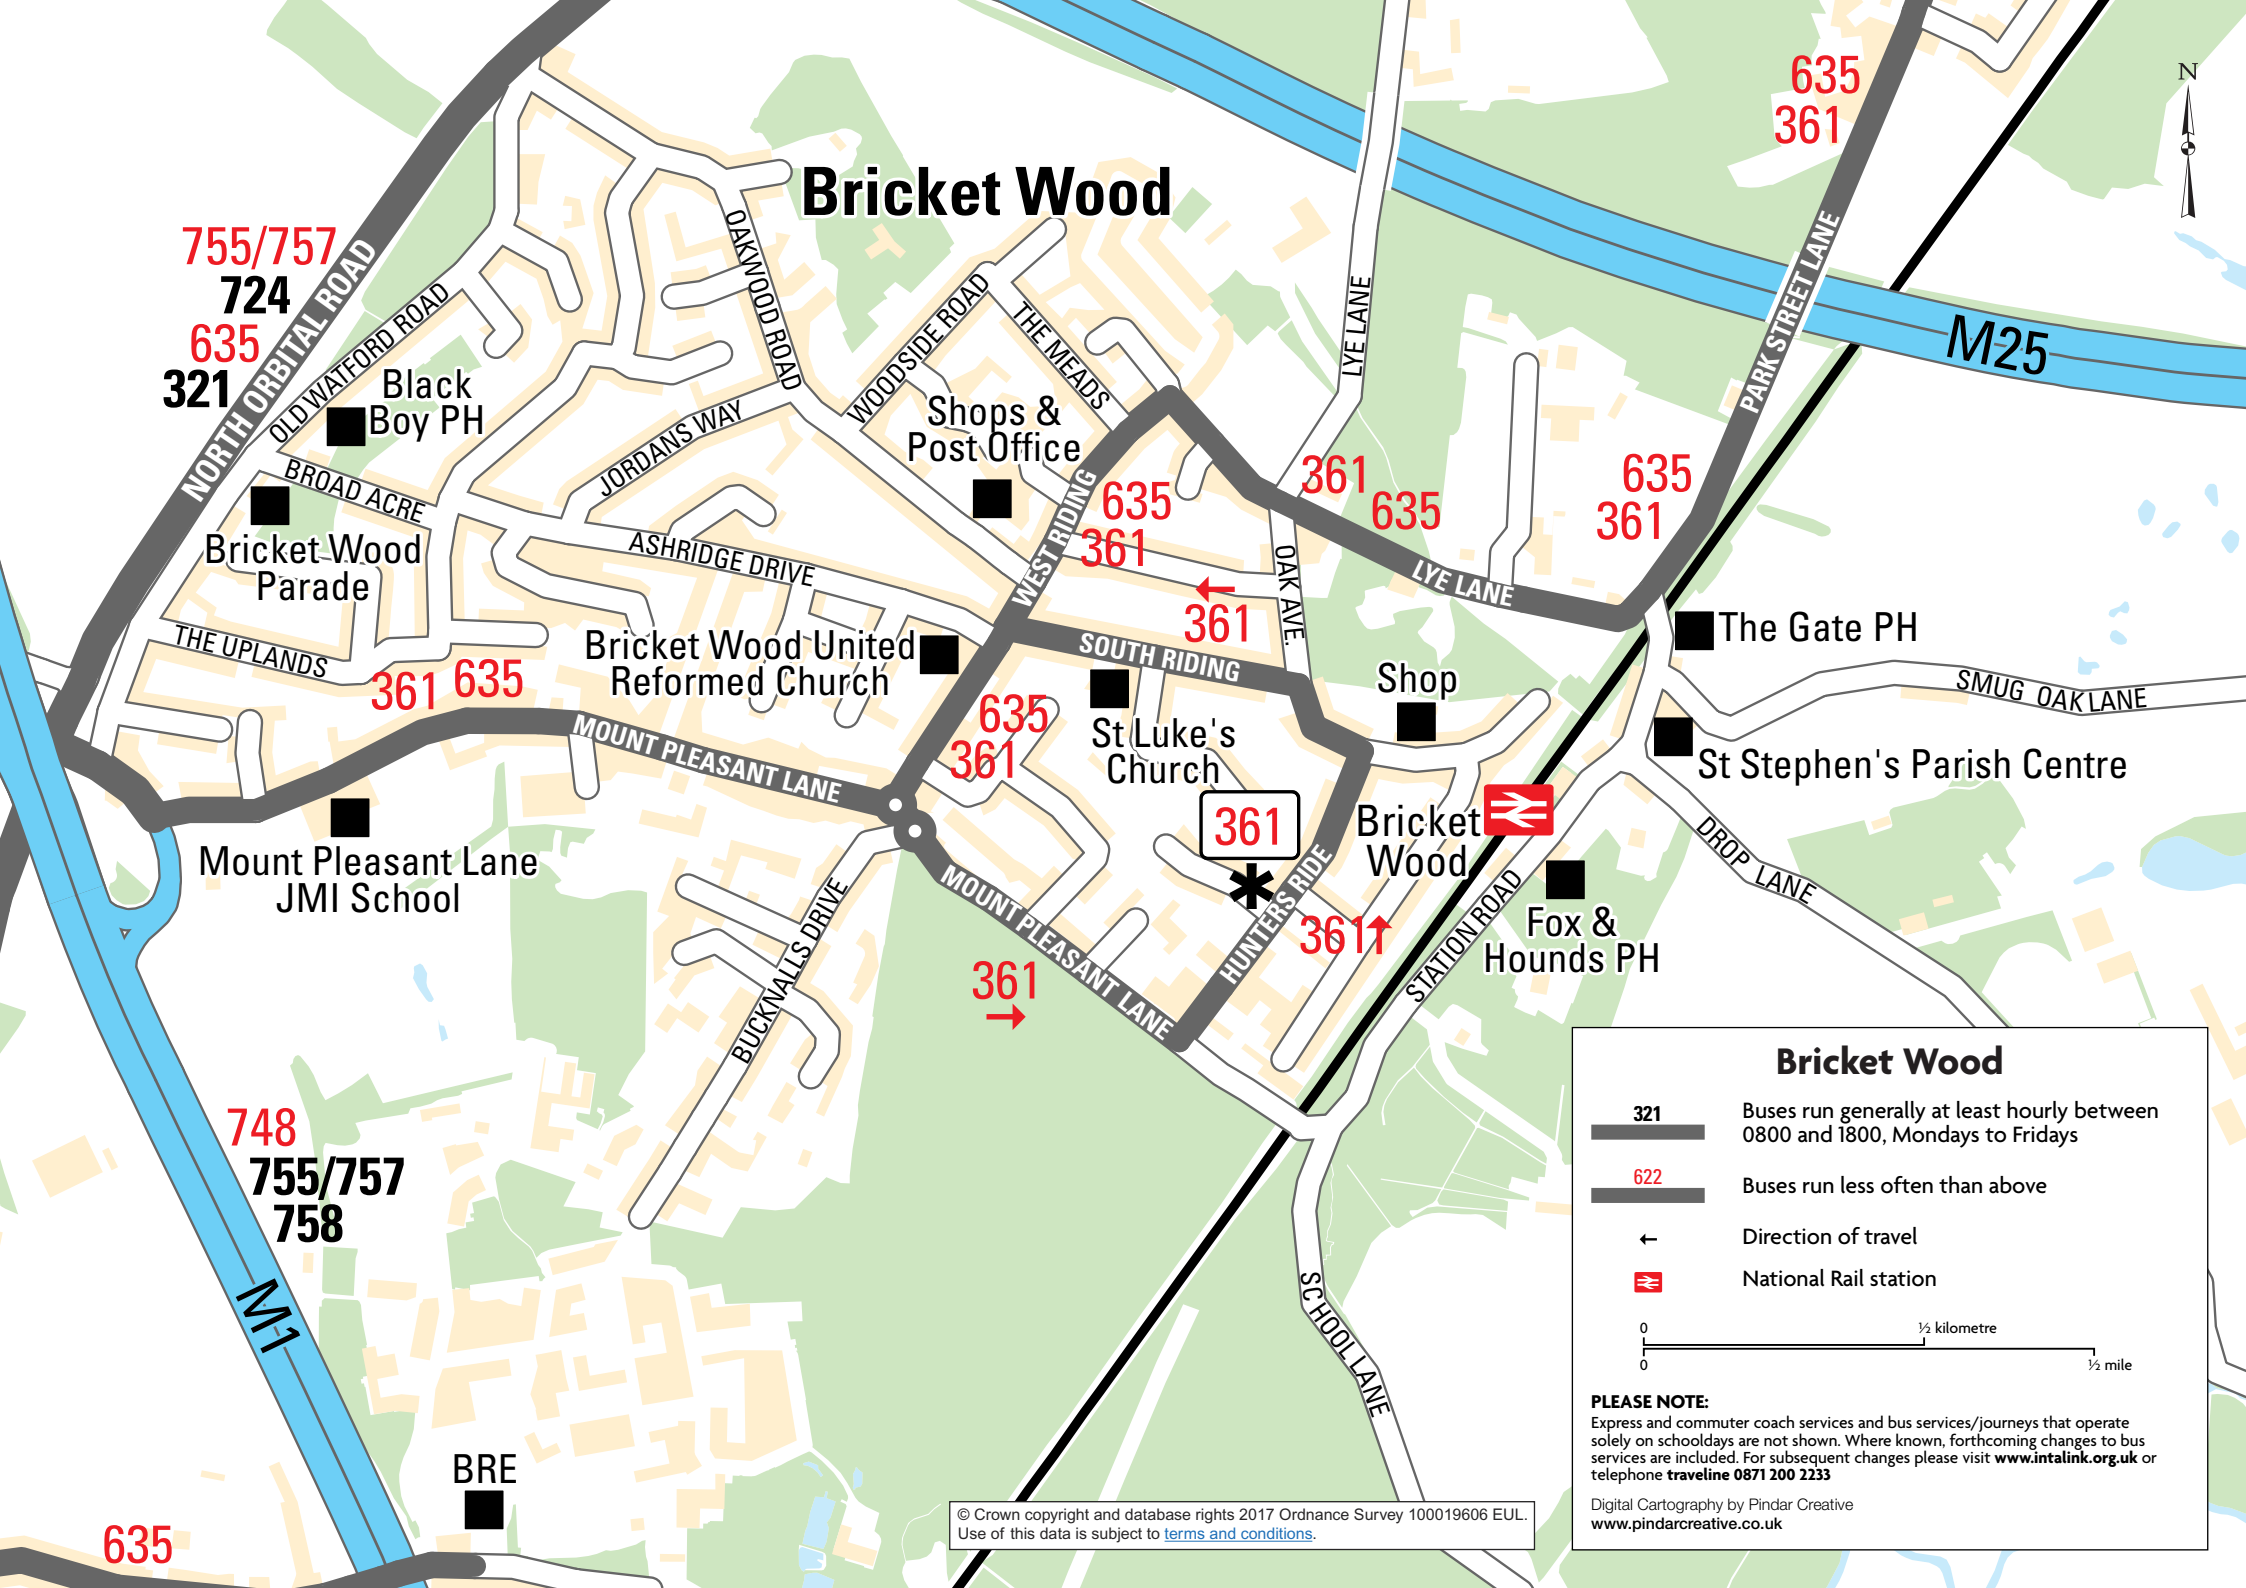 635
361
N
Bricket Wood
755/757
724
635
321
NORTH ORBITAL ROAD
OLD WATFORD ROAD
OAKWOOD ROAD
WOODSIDE ROAD
THE MEADS
LYE LANE
PARK STREET LANE
M25
Black
Boy PH
BROAD ACRE
JORDANS WAY
Shops &
Post Office
WEST RIDING
635
361
361
635
635
361
Bricket Wood
Parade
ASHRIDGE DRIVE
OAK AVE.
LYE LANE
361
THE UPLANDS
361
635
Bricket Wood United
Reformed Church
SOUTH RIDING
The Gate PH
Shop
SMUG OAK LANE
MOUNT PLEASANT LANE
635
361
St Luke's
Church
St Stephen's Parish Centre
361
Bricket
Wood
DROP LANE
Mount Pleasant Lane
JMI School
BUCKNALLS DRIVE
MOUNT PLEASANT LANE
*
HUNTERS RIDE
361
STATION ROAD
Fox &
Hounds PH
361
748
755/757
758
M1
SCHOOL LANE
BRE
635
Bricket Wood
321
Buses run generally at least hourly between
0800 and 1800, Mondays to Fridays
622
Buses run less often than above
Direction of travel
National Rail station
0
½ kilometre
0
½ mile
PLEASE NOTE:
Express and commuter coach services and bus services/journeys that operate
solely on schooldays are not shown. Where known, forthcoming changes to bus
services are included. For subsequent changes please visit www.intalink.org.uk or
telephone traveline 0871 200 2233
Digital Cartography by Pindar Creative
www.pindarcreative.co.uk
© Crown copyright and database rights 2017 Ordnance Survey 100019606 EUL.
Use of this data is subject to terms and conditions.